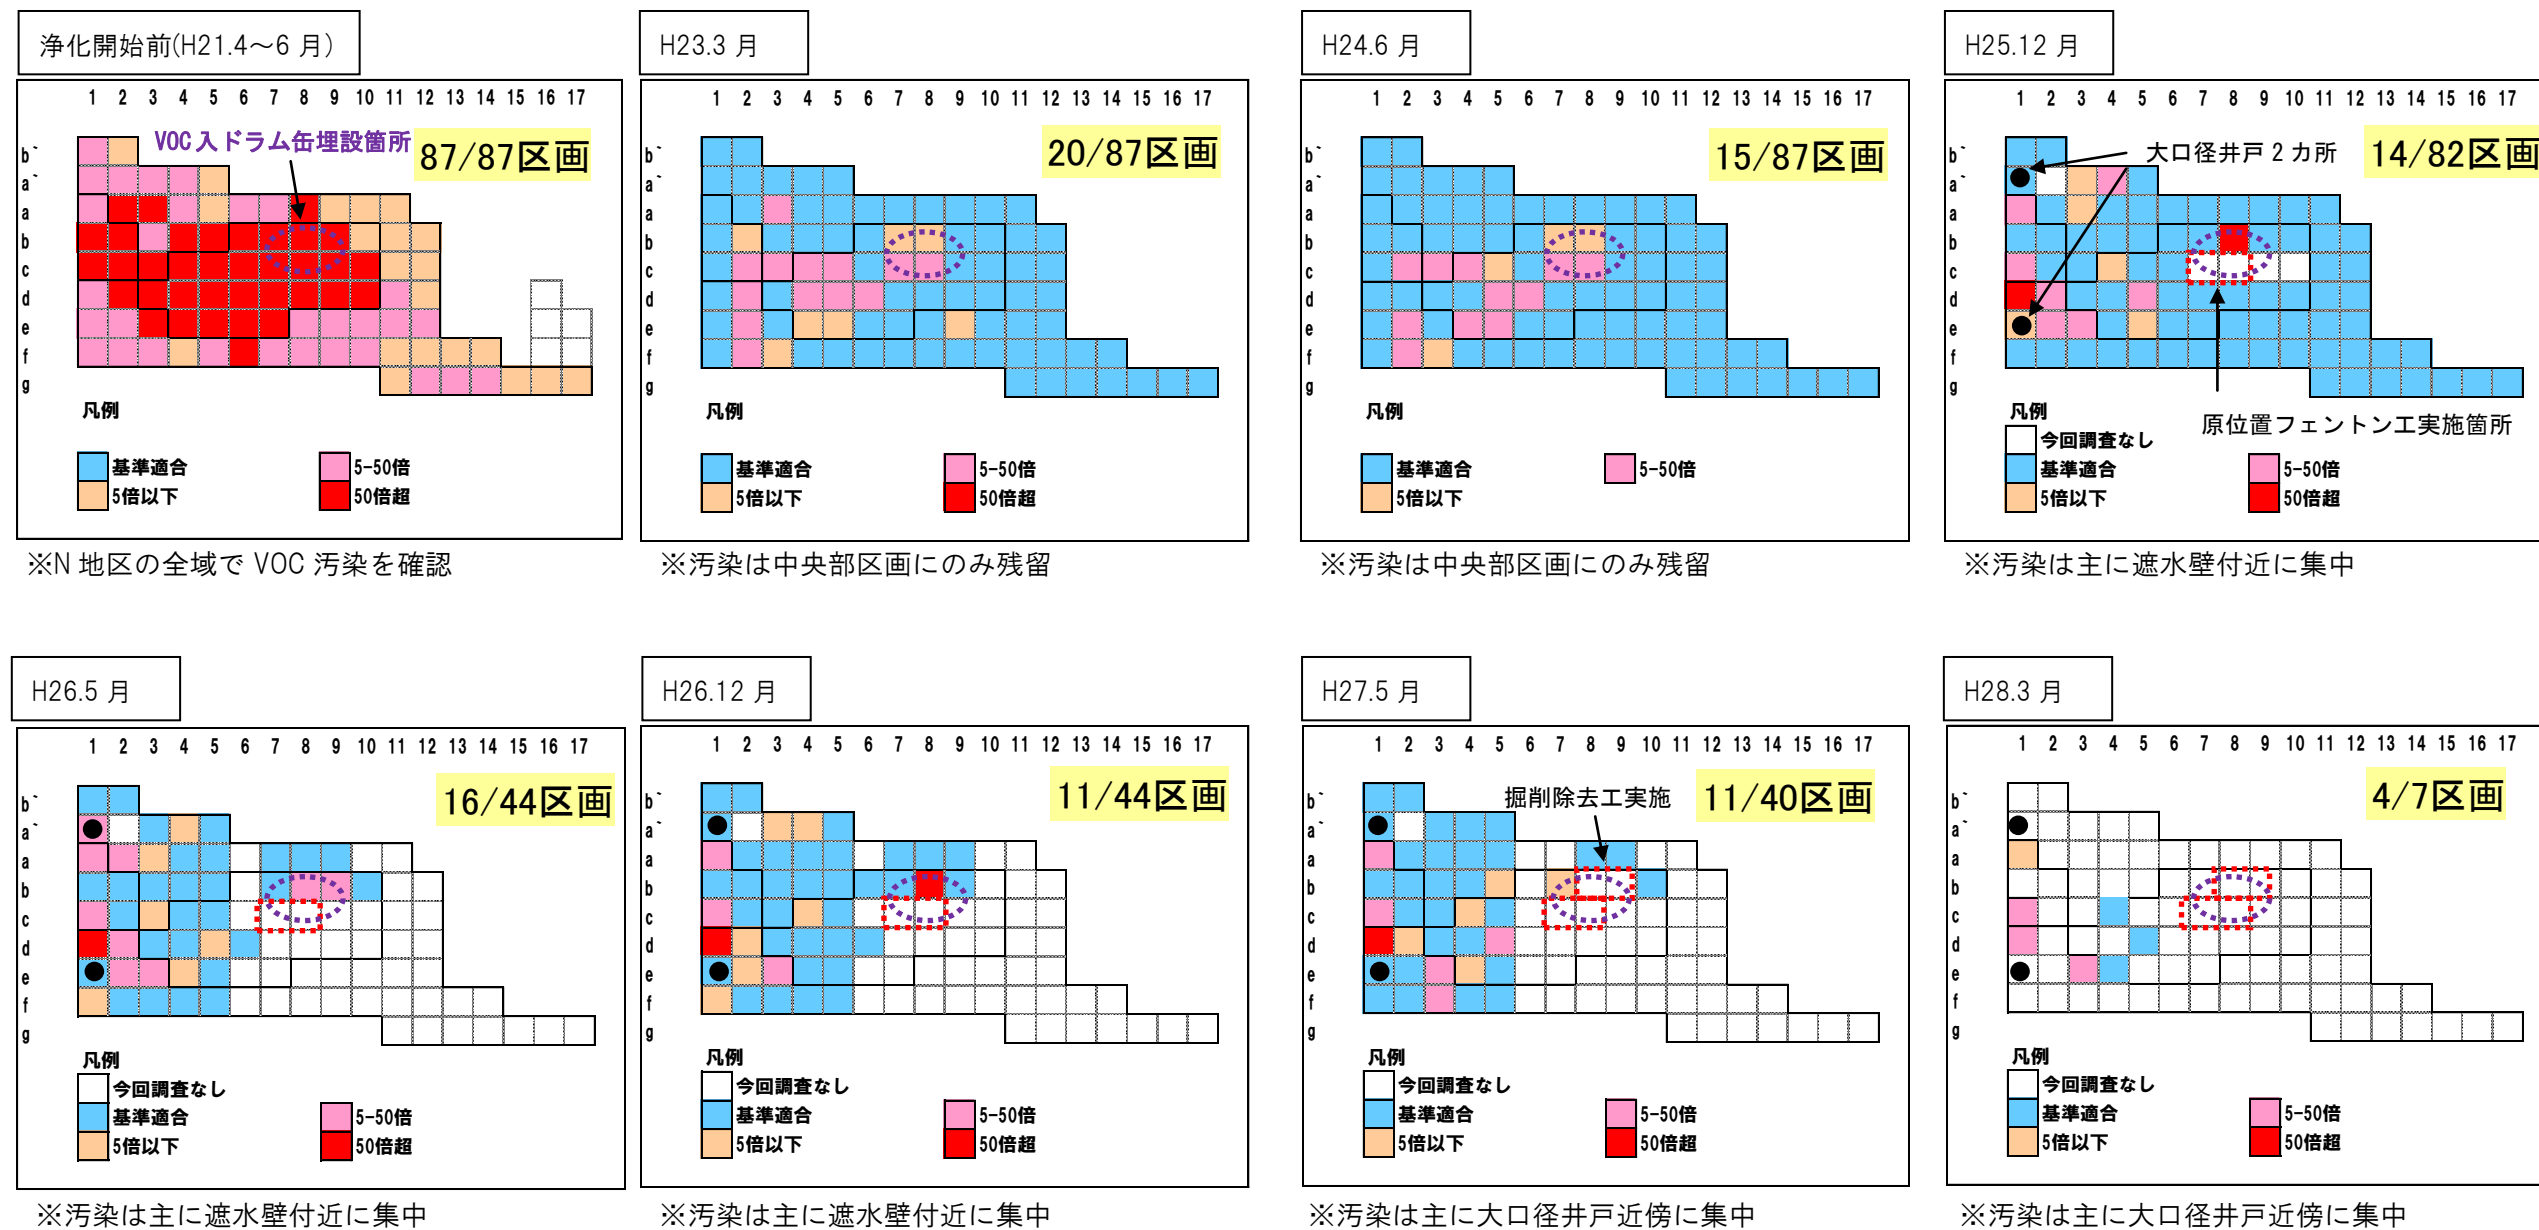 浄化開始前(H21.4～6 月)
1 2 3 4 5 6 7 8 9 10 11 12 13 14 15 16 17
VOC入ドラム缶埋設箇所
87/87区画
b`
a`
a
b
c
d
e
f
g
凡例
基準適合 5-50倍
5倍以下 50倍超
※N 地区の全域で VOC 汚染を確認
H23.3 月
1 2 3 4 5 6 7 8 9 10 11 12 13 14 15 16 17
20/87区画
b`
a`
a
b
c
d
e
f
g
凡例
基準適合 5-50倍
5倍以下 50倍超
※汚染は中央部区画にのみ残留
H24.6 月
1 2 3 4 5 6 7 8 9 10 11 12 13 14 15 16 17
15/87区画
b`
a`
a
b
c
d
e
f
g
凡例
基準適合 5-50倍
5倍以下
※汚染は中央部区画にのみ残留
H25.12 月
1 2 3 4 5 6 7 8 9 10 11 12 13 14 15 16 17
大口径井戸 2 カ所 14/82区画
b`
a`
a
b
c
d
e
f
g
凡例
原位置フェントン工実施箇所
今回調査なし
基準適合 5-50倍
5倍以下 50倍超
※汚染は主に遮水壁付近に集中
H26.5 月
1 2 3 4 5 6 7 8 9 10 11 12 13 14 15 16 17
16/44区画
b`
a`
a
b
c
d
e
f
g
凡例
今回調査なし
基準適合 5-50倍
5倍以下 50倍超
※汚染は主に遮水壁付近に集中
H26.12 月
1 2 3 4 5 6 7 8 9 10 11 12 13 14 15 16 17
11/44区画
b`
a`
a
b
c
d
e
f
g
凡例
今回調査なし
基準適合 5-50倍
5倍以下 50倍超
※汚染は主に遮水壁付近に集中
H27.5 月
1 2 3 4 5 6 7 8 9 10 11 12 13 14 15 16 17
掘削除去工実施 11/40区画
b`
a`
a
b
c
d
e
f
g
凡例
今回調査なし
基準適合 5-50倍
5倍以下 50倍超
※汚染は主に大口径井戸近傍に集中
H28.3 月
1 2 3 4 5 6 7 8 9 10 11 12 13 14 15 16 17
4/7区画
b`
a`
a
b
c
d
e
f
g
凡例
今回調査なし
基準適合 5-50倍
5倍以下 50倍超
※汚染は主に大口径井戸近傍に集中